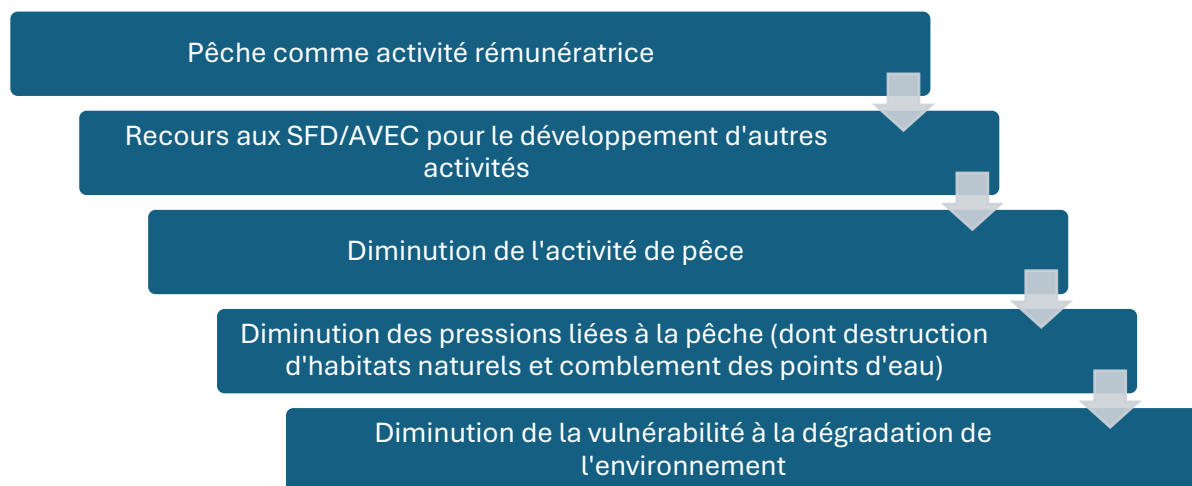 Pêche comme activité rémunératrice
Recours aux SFD/AVEC pour le développement d'autres
activités
Diminution de l'activité de pêce
Diminution des pressions liées à la pêche (dont destruction
d'habitats naturels et comblement des points d'eau)
Diminution de la vulnérabilité à la dégradation de
l'environnement